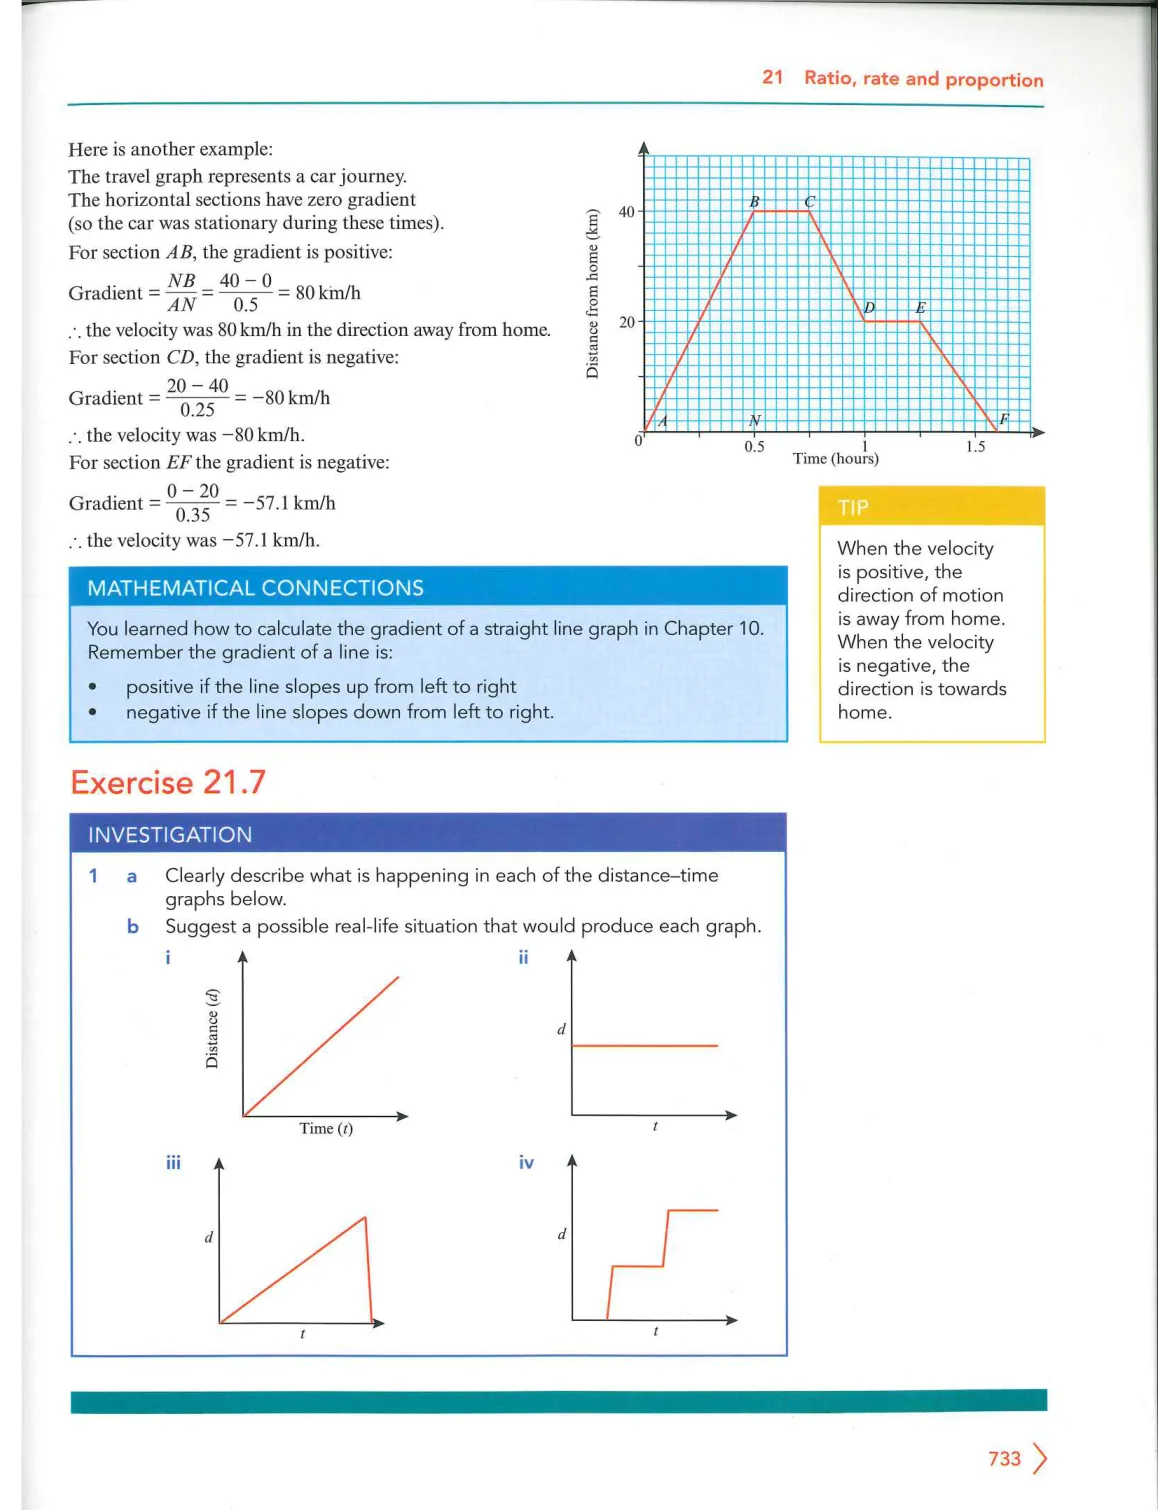 21 Ratio, rate and proportion
Here is another example:
The travel graph represents a car journey.
The horizontal sections have zero gradient
(so the car was stationary during these times).
For section AB, the gradient is positive:
Gradient = NB/AN = (40 − 0)/0.5 = 80 km/h
∴ the velocity was 80 km/h in the direction away from home.
For section CD, the gradient is negative:
Gradient = (20 − 40)/0.25 = −80 km/h
∴ the velocity was −80 km/h.
For section EF the gradient is negative:
Gradient = (0 − 20)/0.35 = −57.1 km/h
∴ the velocity was −57.1 km/h.
Distance from home (km)
40
20
0
B C
D E
A N F
0.5 1 1.5
Time (hours)
TIP
When the velocity
is positive, the
direction of motion
is away from home.
When the velocity
is negative, the
direction is towards
home.
MATHEMATICAL CONNECTIONS
You learned how to calculate the gradient of a straight line graph in Chapter 10.
Remember the gradient of a line is:
• positive if the line slopes up from left to right
• negative if the line slopes down from left to right.
Exercise 21.7
INVESTIGATION
1 a Clearly describe what is happening in each of the distance–time
graphs below.
b Suggest a possible real-life situation that would produce each graph.
i
Distance (d)
Time (t)
ii
d
t
iii
d
t
iv
d
t
733